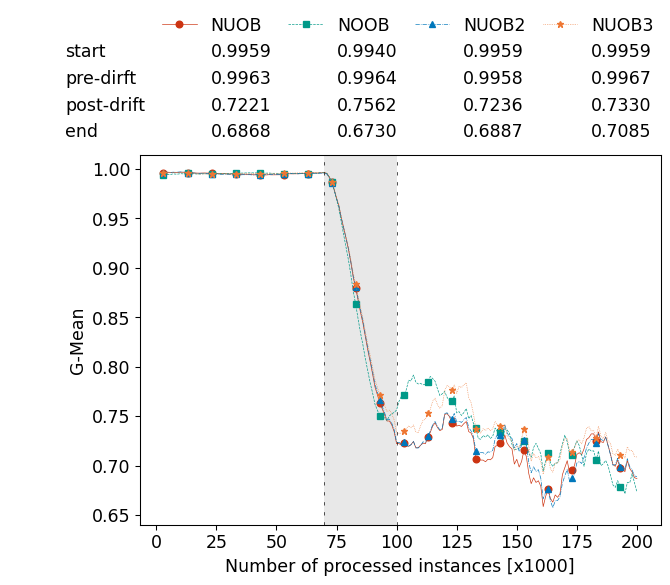 NUOB NOOB NUOB2 NUOB3
start 0.9959 0.9940 0.9959 0.9959
pre-dirft 0.9963 0.9964 0.9958 0.9967
post-drift 0.7221 0.7562 0.7236 0.7330
end 0.6868 0.6730 0.6887 0.7085
1.00
0.95
0.90
0.85
0.80
0.75
0.70
0.65
G-Mean
0 25 50 75 100 125 150 175 200
Number of processed instances [x1000]